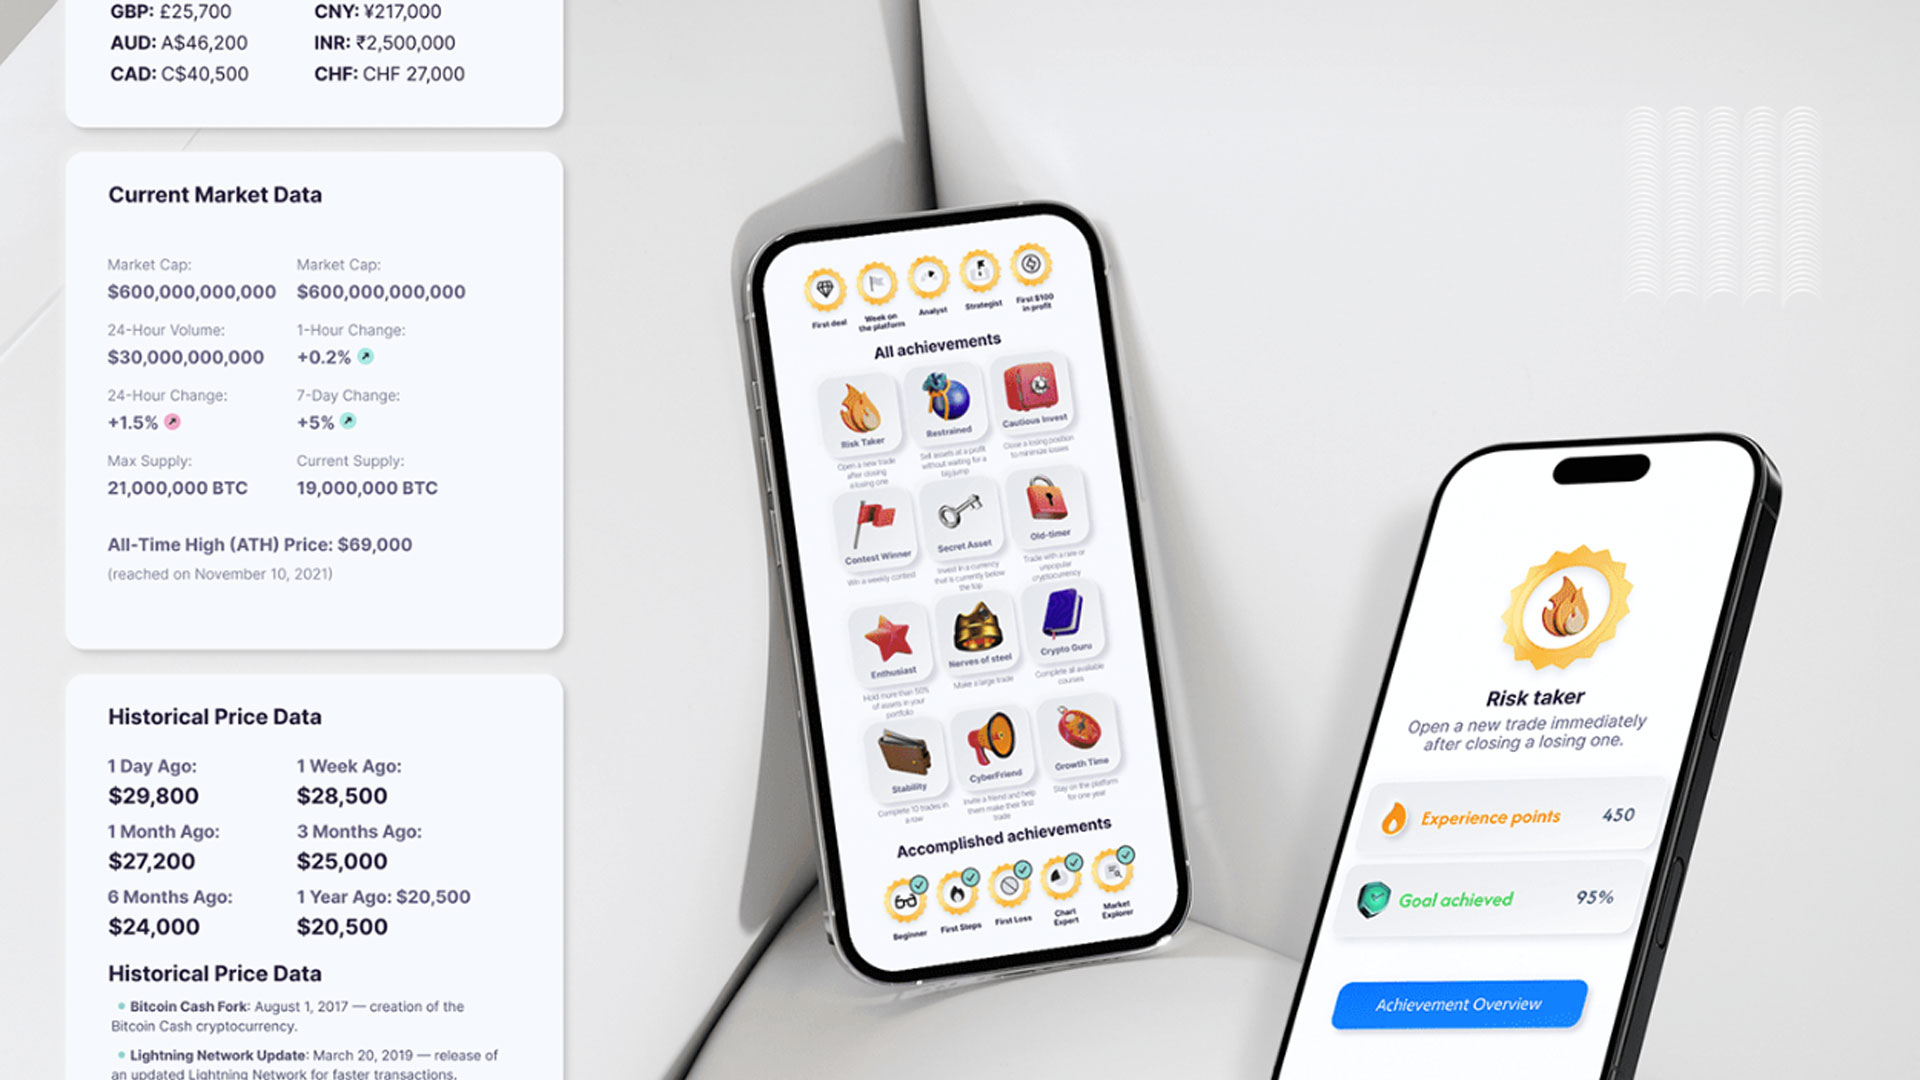 GBP: £25,700 CNY: ¥217,000
AUD: A$46,200 INR: ₹2,500,000
CAD: C$40,500 CHF: CHF 27,000
Current Market Data
Market Cap: Market Cap:
$600,000,000,000 $600,000,000,000
24-Hour Volume: 1-Hour Change:
$30,000,000,000 +0.2%
24-Hour Change: 7-Day Change:
+1.5% +5%
Max Supply: Current Supply:
21,000,000 BTC 19,000,000 BTC
All-Time High (ATH) Price: $69,000
(reached on November 10, 2021)
Historical Price Data
1 Day Ago: 1 Week Ago:
$29,800 $28,500
1 Month Ago: 3 Months Ago:
$27,200 $25,000
6 Months Ago: 1 Year Ago: $20,500
$24,000 $20,500
Historical Price Data
Bitcoin Cash Fork: August 1, 2017 — creation of the
Bitcoin Cash cryptocurrency.
Lightning Network Update: March 20, 2019 — release of
an updated Lightning Network for faster transactions.
First deal
Week on
the platform
Analyst
Strategist
First $100
in profit
All achievements
Risk Taker
Open a new trade
after closing
a losing one
Restrained
Sell assets at a profit
without waiting for a
big jump
Cautious Invest
Close a losing position
to minimize losses
Contest Winner
Win a weekly contest
Secret Asset
Invest in a currency
that is currently below
the top
Old-timer
Trade with a rare or
unpopular
cryptocurrency
Enthusiast
Hold more than 50%
of assets in your
portfolio
Nerves of steel
Make a large trade
Crypto Guru
Complete all available
courses
Stability
Complete 10 trades in
a row
CyberFriend
Invite a friend and help
them make their first
trade
Growth Time
Stay on the platform
for one year
Accomplished achievements
Beginner
First Steps
First Loss
Chart
Expert
Market
Explorer
Risk taker
Open a new trade immediately
after closing a losing one.
Experience points 450
Goal achieved 95%
Achievement Overview